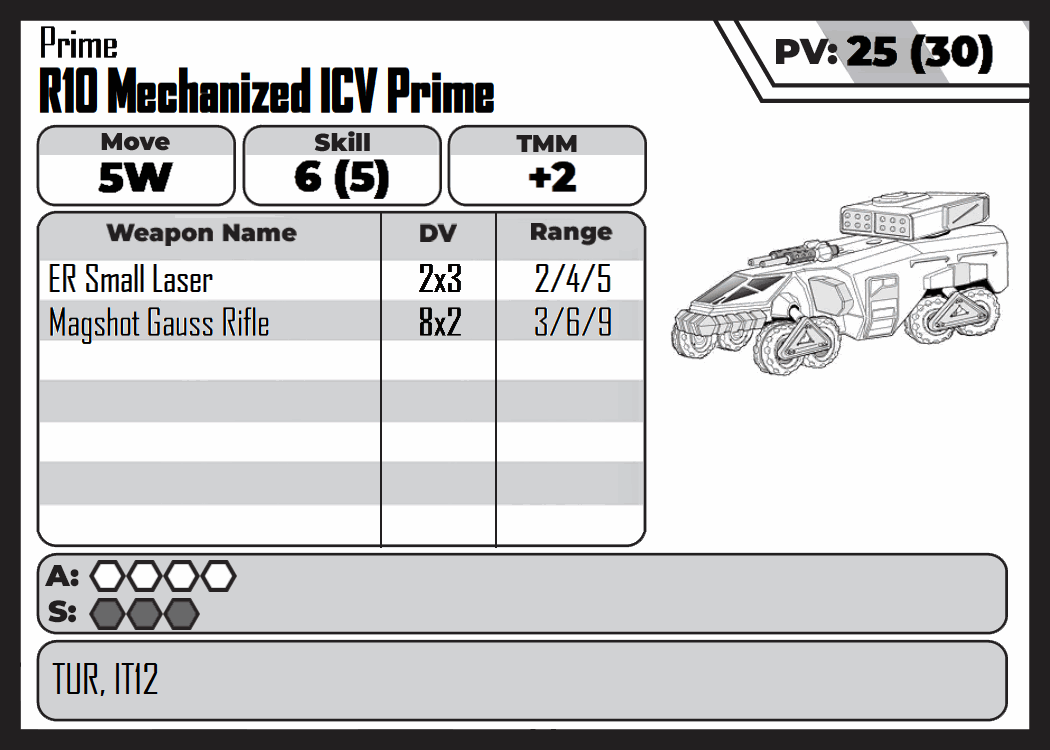 Prime
R10 Mechanized ICV Prime
PV: 25 (30)
Move Skill TMM
5W 6 (5) +2
Weapon Name DV Range
ER Small Laser 2x3 2/4/5
Magshot Gauss Rifle 8x2 3/6/9
A:
S:
TUR, IT12